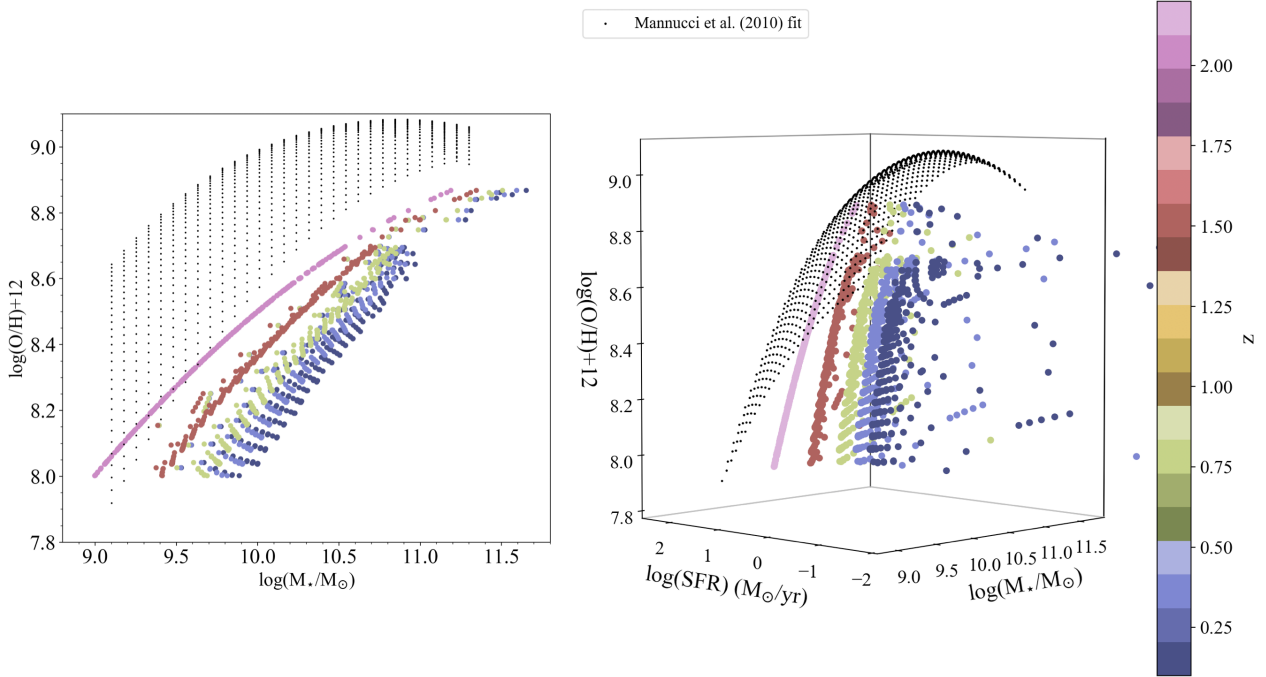 Mannucci et al. (2010) fit
9.0
8.8
8.6
8.4
8.2
8.0
7.8
log(O/H)+12
9.0 9.5 10.0 10.5 11.0 11.5
log(M⋆/M⊙)
9.0
8.8
8.6
8.4
8.2
8.0
7.8
log(O/H)+12
2 1 0 −1 −2
log(SFR) (M⊙/yr)
9.0 9.5 10.0 10.5 11.0 11.5
log(M⋆/M⊙)
2.00
1.75
1.50
1.25
1.00
0.75
0.50
0.25
z